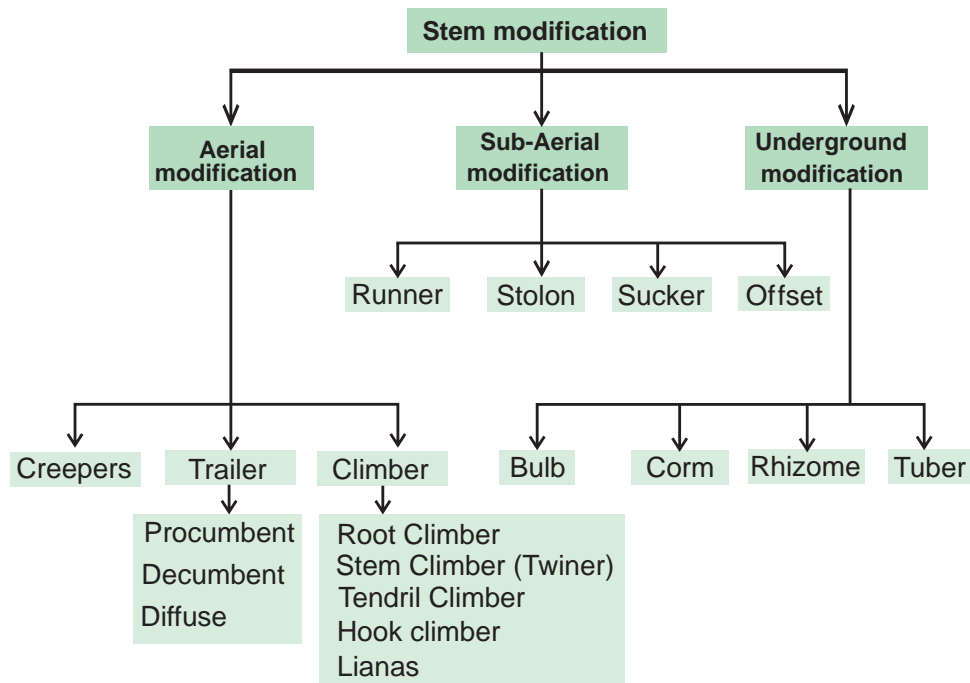 Stem modification
Aerial
modification
Sub-Aerial
modification
Underground
modification
Runner
Stolon
Sucker
Offset
Creepers
Trailer
Climber
Bulb
Corm
Rhizome
Tuber
Procumbent
Decumbent
Diffuse
Root Climber
Stem Climber (Twiner)
Tendril Climber
Hook climber
Lianas